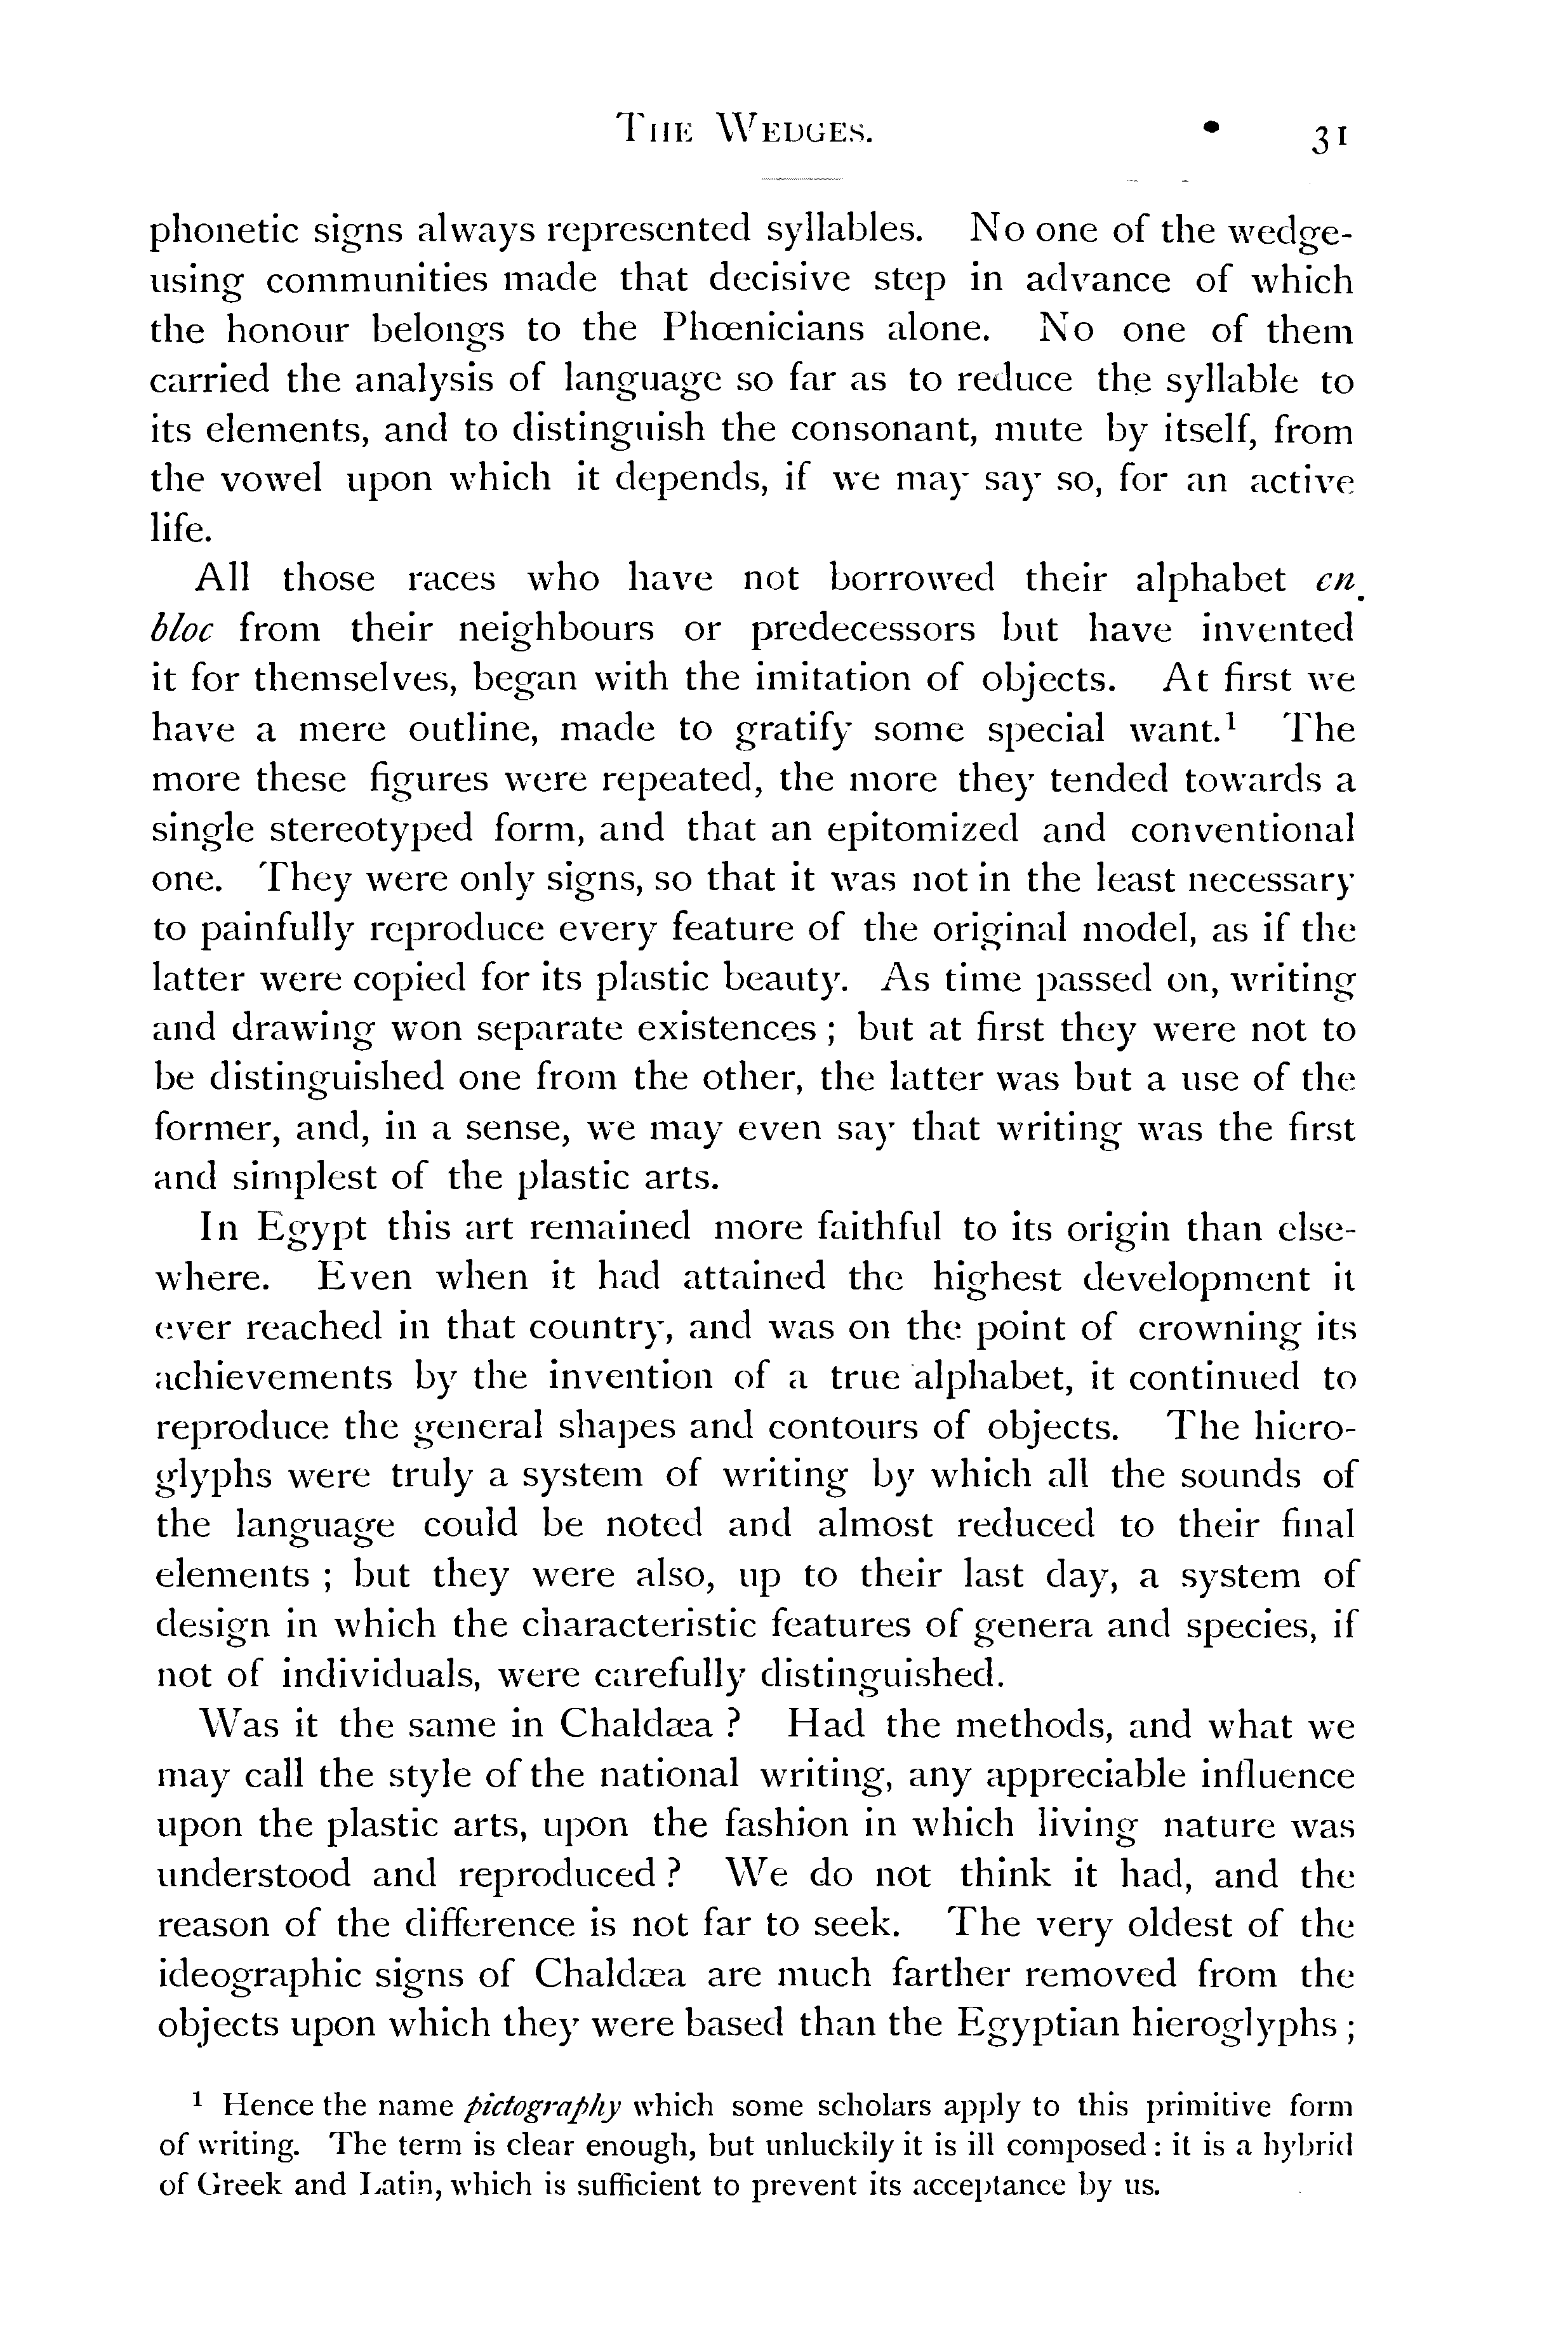 THE WEDGES. 31
phonetic signs always represented syllables. No one of the wedge-
using communities made that decisive step in advance of which
the honour belongs to the Phœnicians alone. No one of them
carried the analysis of language so far as to reduce the syllable to
its elements, and to distinguish the consonant, mute by itself, from
the vowel upon which it depends, if we may say so, for an active
life.
All those races who have not borrowed their alphabet en
bloc from their neighbours or predecessors but have invented
it for themselves, began with the imitation of objects. At first we
have a mere outline, made to gratify some special want.¹ The
more these figures were repeated, the more they tended towards a
single stereotyped form, and that an epitomized and conventional
one. They were only signs, so that it was not in the least necessary
to painfully reproduce every feature of the original model, as if the
latter were copied for its plastic beauty. As time passed on, writing
and drawing won separate existences ; but at first they were not to
be distinguished one from the other, the latter was but a use of the
former, and, in a sense, we may even say that writing was the first
and simplest of the plastic arts.
In Egypt this art remained more faithful to its origin than else-
where. Even when it had attained the highest development it
ever reached in that country, and was on the point of crowning its
achievements by the invention of a true alphabet, it continued to
reproduce the general shapes and contours of objects. The hiero-
glyphs were truly a system of writing by which all the sounds of
the language could be noted and almost reduced to their final
elements ; but they were also, up to their last day, a system of
design in which the characteristic features of genera and species, if
not of individuals, were carefully distinguished.
Was it the same in Chaldæa ? Had the methods, and what we
may call the style of the national writing, any appreciable influence
upon the plastic arts, upon the fashion in which living nature was
understood and reproduced ? We do not think it had, and the
reason of the difference is not far to seek. The very oldest of the
ideographic signs of Chaldæa are much farther removed from the
objects upon which they were based than the Egyptian hieroglyphs ;
¹ Hence the name pictography which some scholars apply to this primitive form
of writing. The term is clear enough, but unluckily it is ill composed : it is a hybrid
of Greek and Latin, which is sufficient to prevent its acceptance by us.